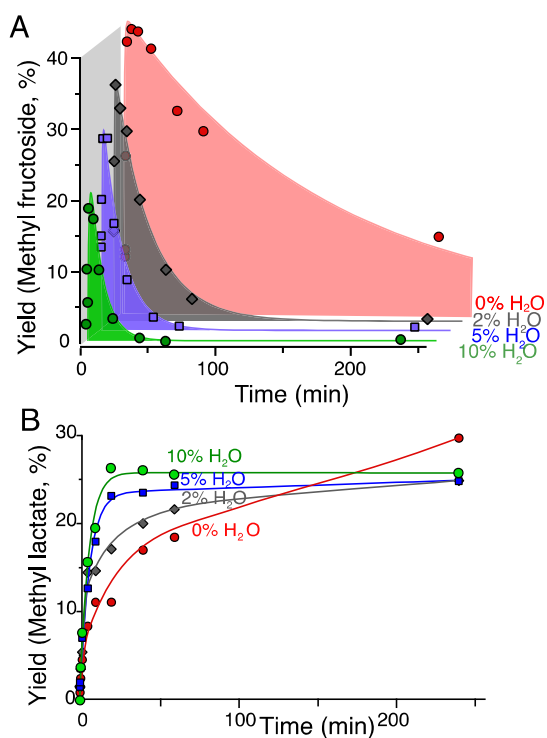 A
Yield (Methyl fructoside, %)
40
30
20
10
0
0% H2O
2% H2O
5% H2O
10% H2O
0
100
200
Time (min)
B
Yield (Methyl lactate, %)
30
20
10
0
10% H2O
5% H2O
2% H2O
0% H2O
0
100
200
Time (min)